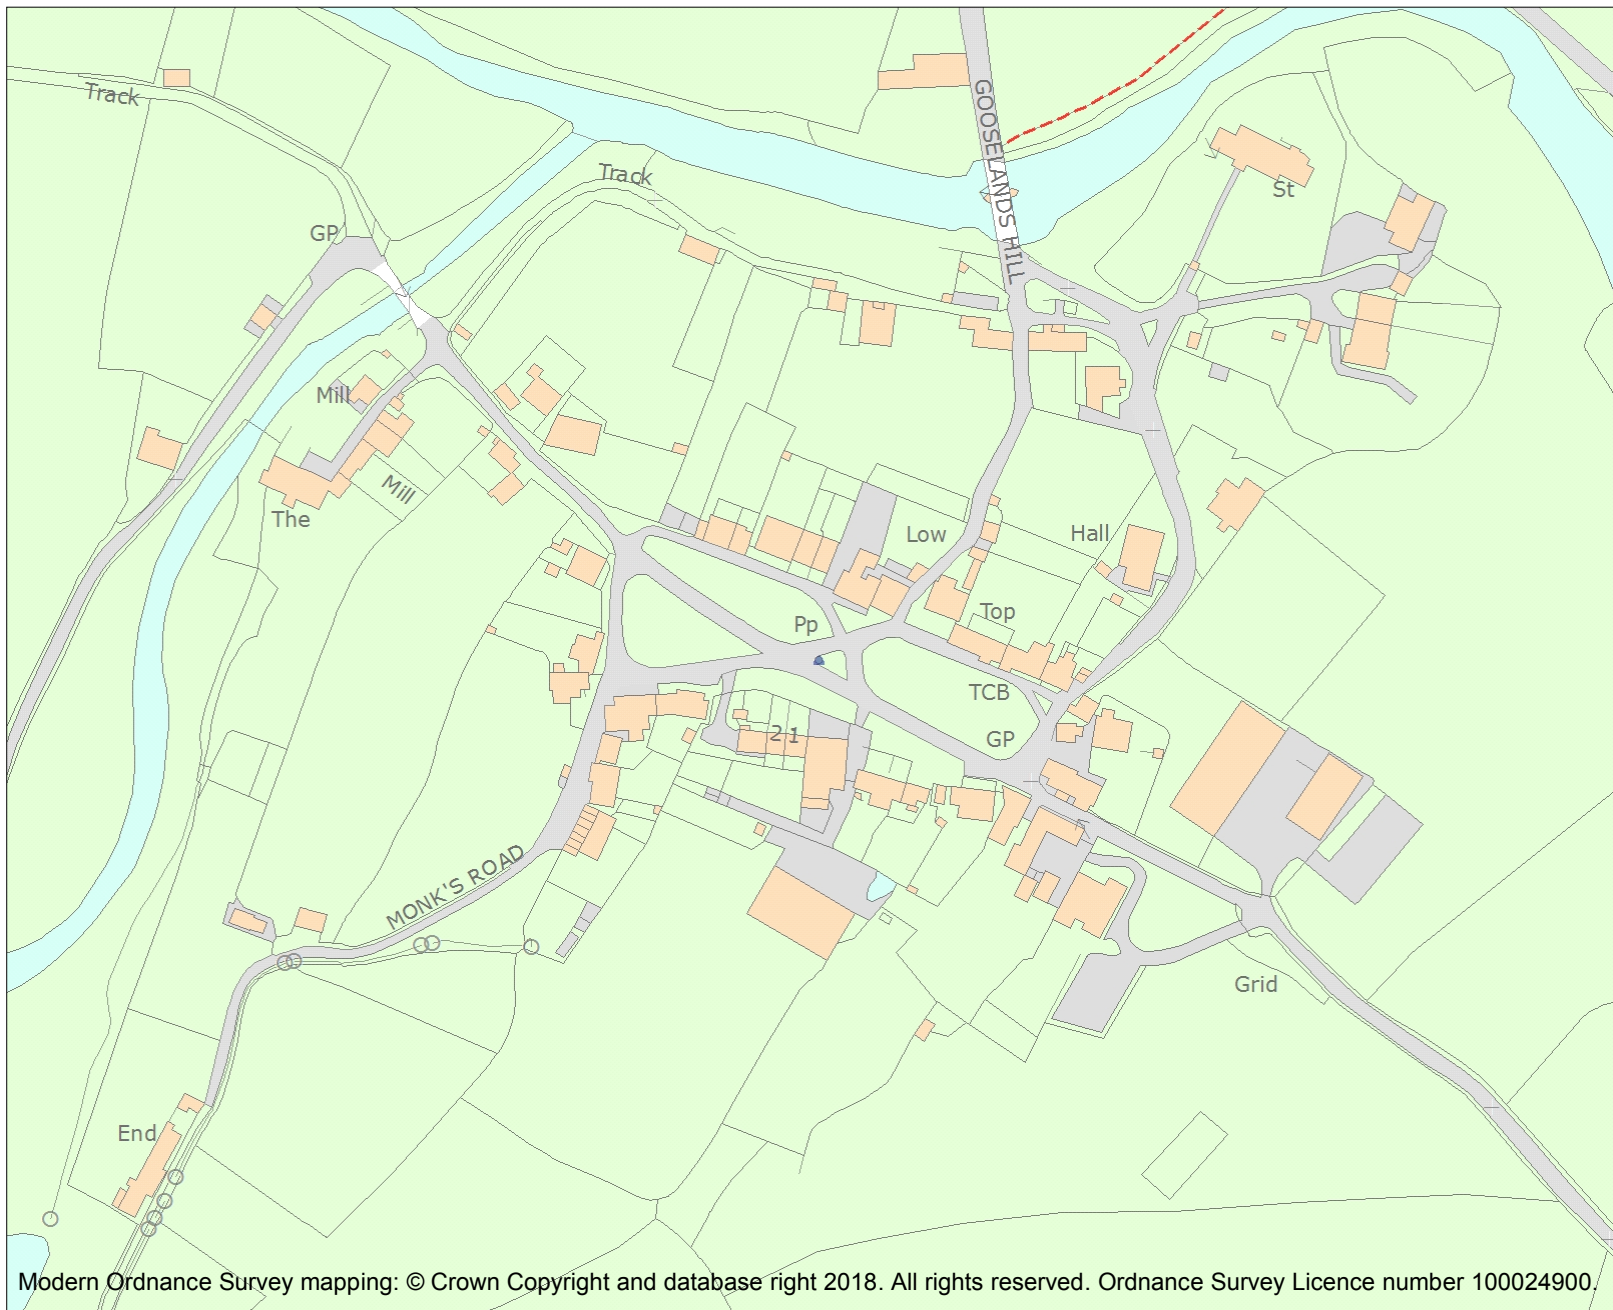 Track
GOOSELANDS HILL
Track
St
GP
Mill
Mill
The
Low
Hall
Top
Pp
TCB
GP
2 1
MONK'S ROAD
Grid
End
Modern Ordnance Survey mapping: © Crown Copyright and database right 2018. All rights reserved. Ordnance Survey Licence number 100024900.